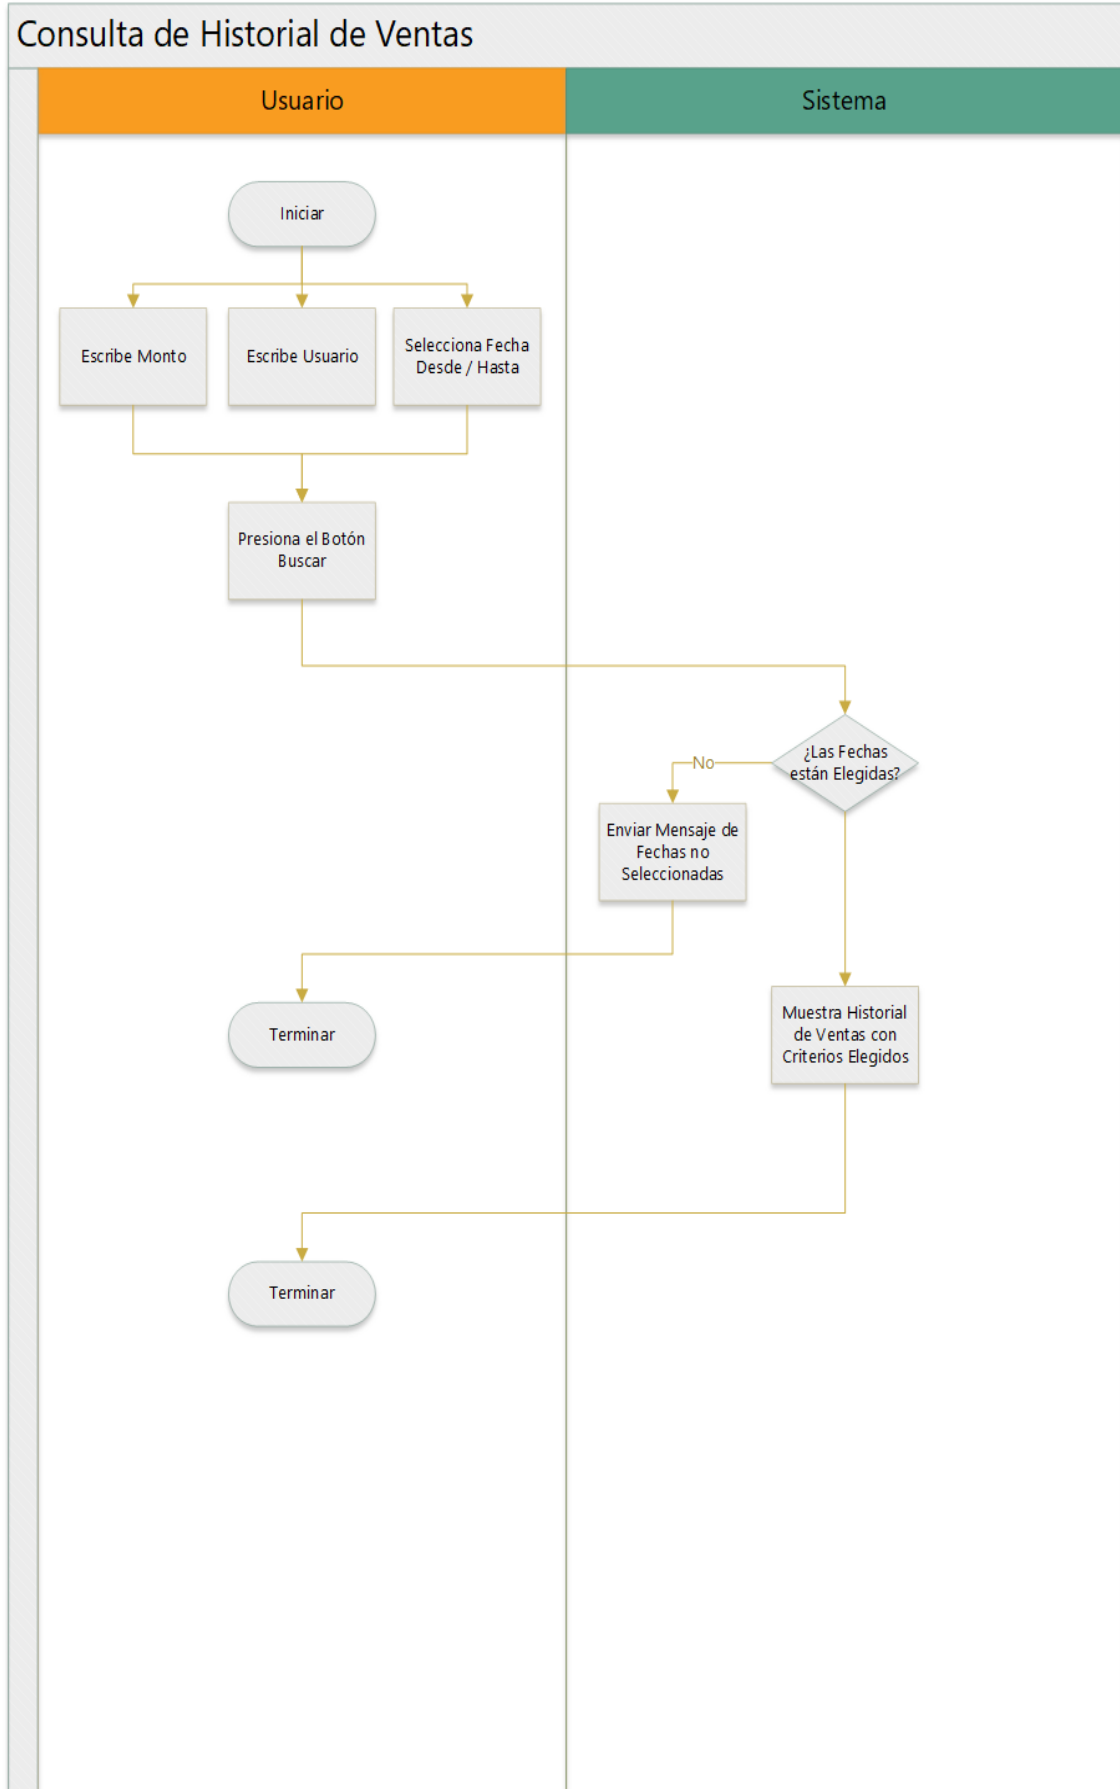 Consulta de Historial de Ventas
Usuario
Sistema
Iniciar
Escribe Monto
Escribe Usuario
Selecciona Fecha
Desde / Hasta
Presiona el Botón
Buscar
¿Las Fechas
están Elegidas?
No
Enviar Mensaje de
Fechas no
Seleccionadas
Terminar
Muestra Historial
de Ventas con
Criterios Elegidos
Terminar